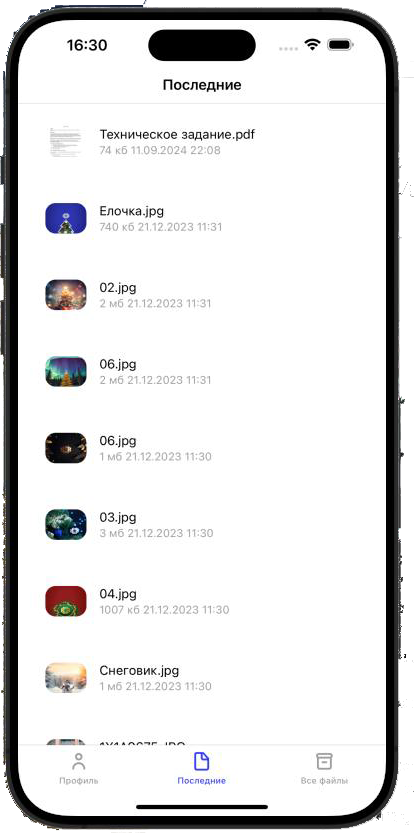 16:30
Последние
Техническое задание.pdf
74 кб 11.09.2024 22:08
Елочка.jpg
740 кб 21.12.2023 11:31
02.jpg
2 мб 21.12.2023 11:31
06.jpg
2 мб 21.12.2023 11:31
06.jpg
1 мб 21.12.2023 11:30
03.jpg
3 мб 21.12.2023 11:30
04.jpg
1007 кб 21.12.2023 11:30
Снеговик.jpg
1 мб 21.12.2023 11:30
Профиль
Последние
Все файлы